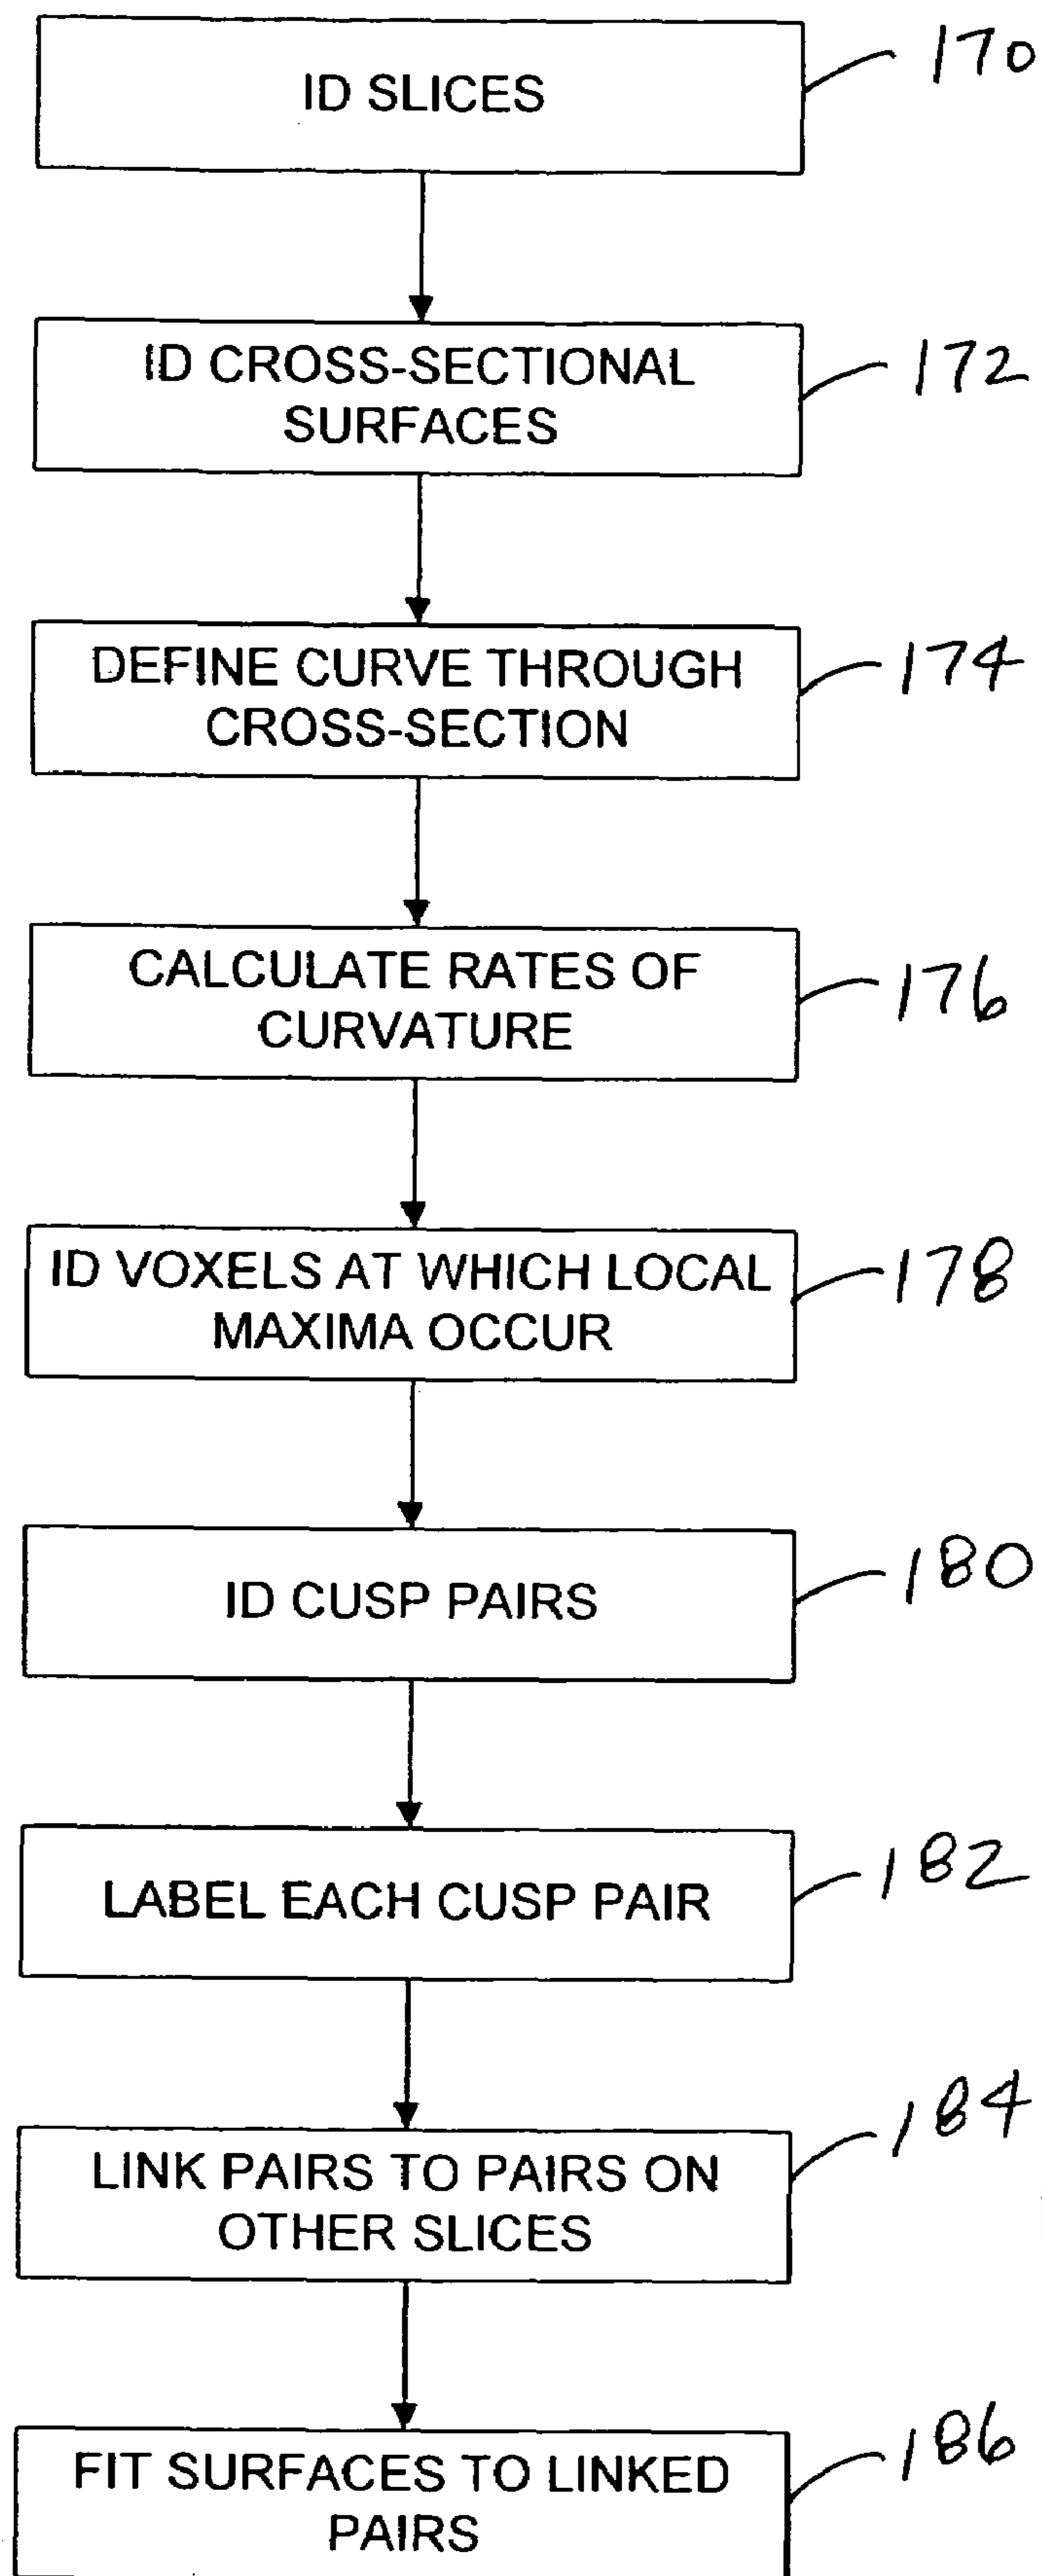 ID SLICES
170
ID CROSS-SECTIONAL
SURFACES
172
DEFINE CURVE THROUGH
CROSS-SECTION
174
CALCULATE RATES OF
CURVATURE
176
ID VOXELS AT WHICH LOCAL
MAXIMA OCCUR
178
ID CUSP PAIRS
180
LABEL EACH CUSP PAIR
182
LINK PAIRS TO PAIRS ON
OTHER SLICES
184
FIT SURFACES TO LINKED
PAIRS
186